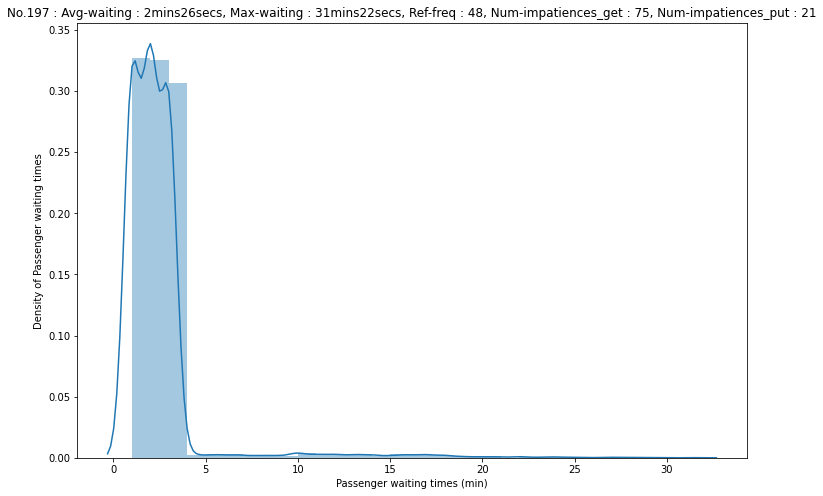 No.197 : Avg-waiting : 2mins26secs, Max-waiting : 31mins22secs, Ref-freq : 48, Num-impatiences_get : 75, Num-impatiences_put : 21
0.35
0.30
0.25
0.20
0.15
0.10
0.05
0.00
Density of Passenger waiting times
0 5 10 15 20 25 30
Passenger waiting times (min)